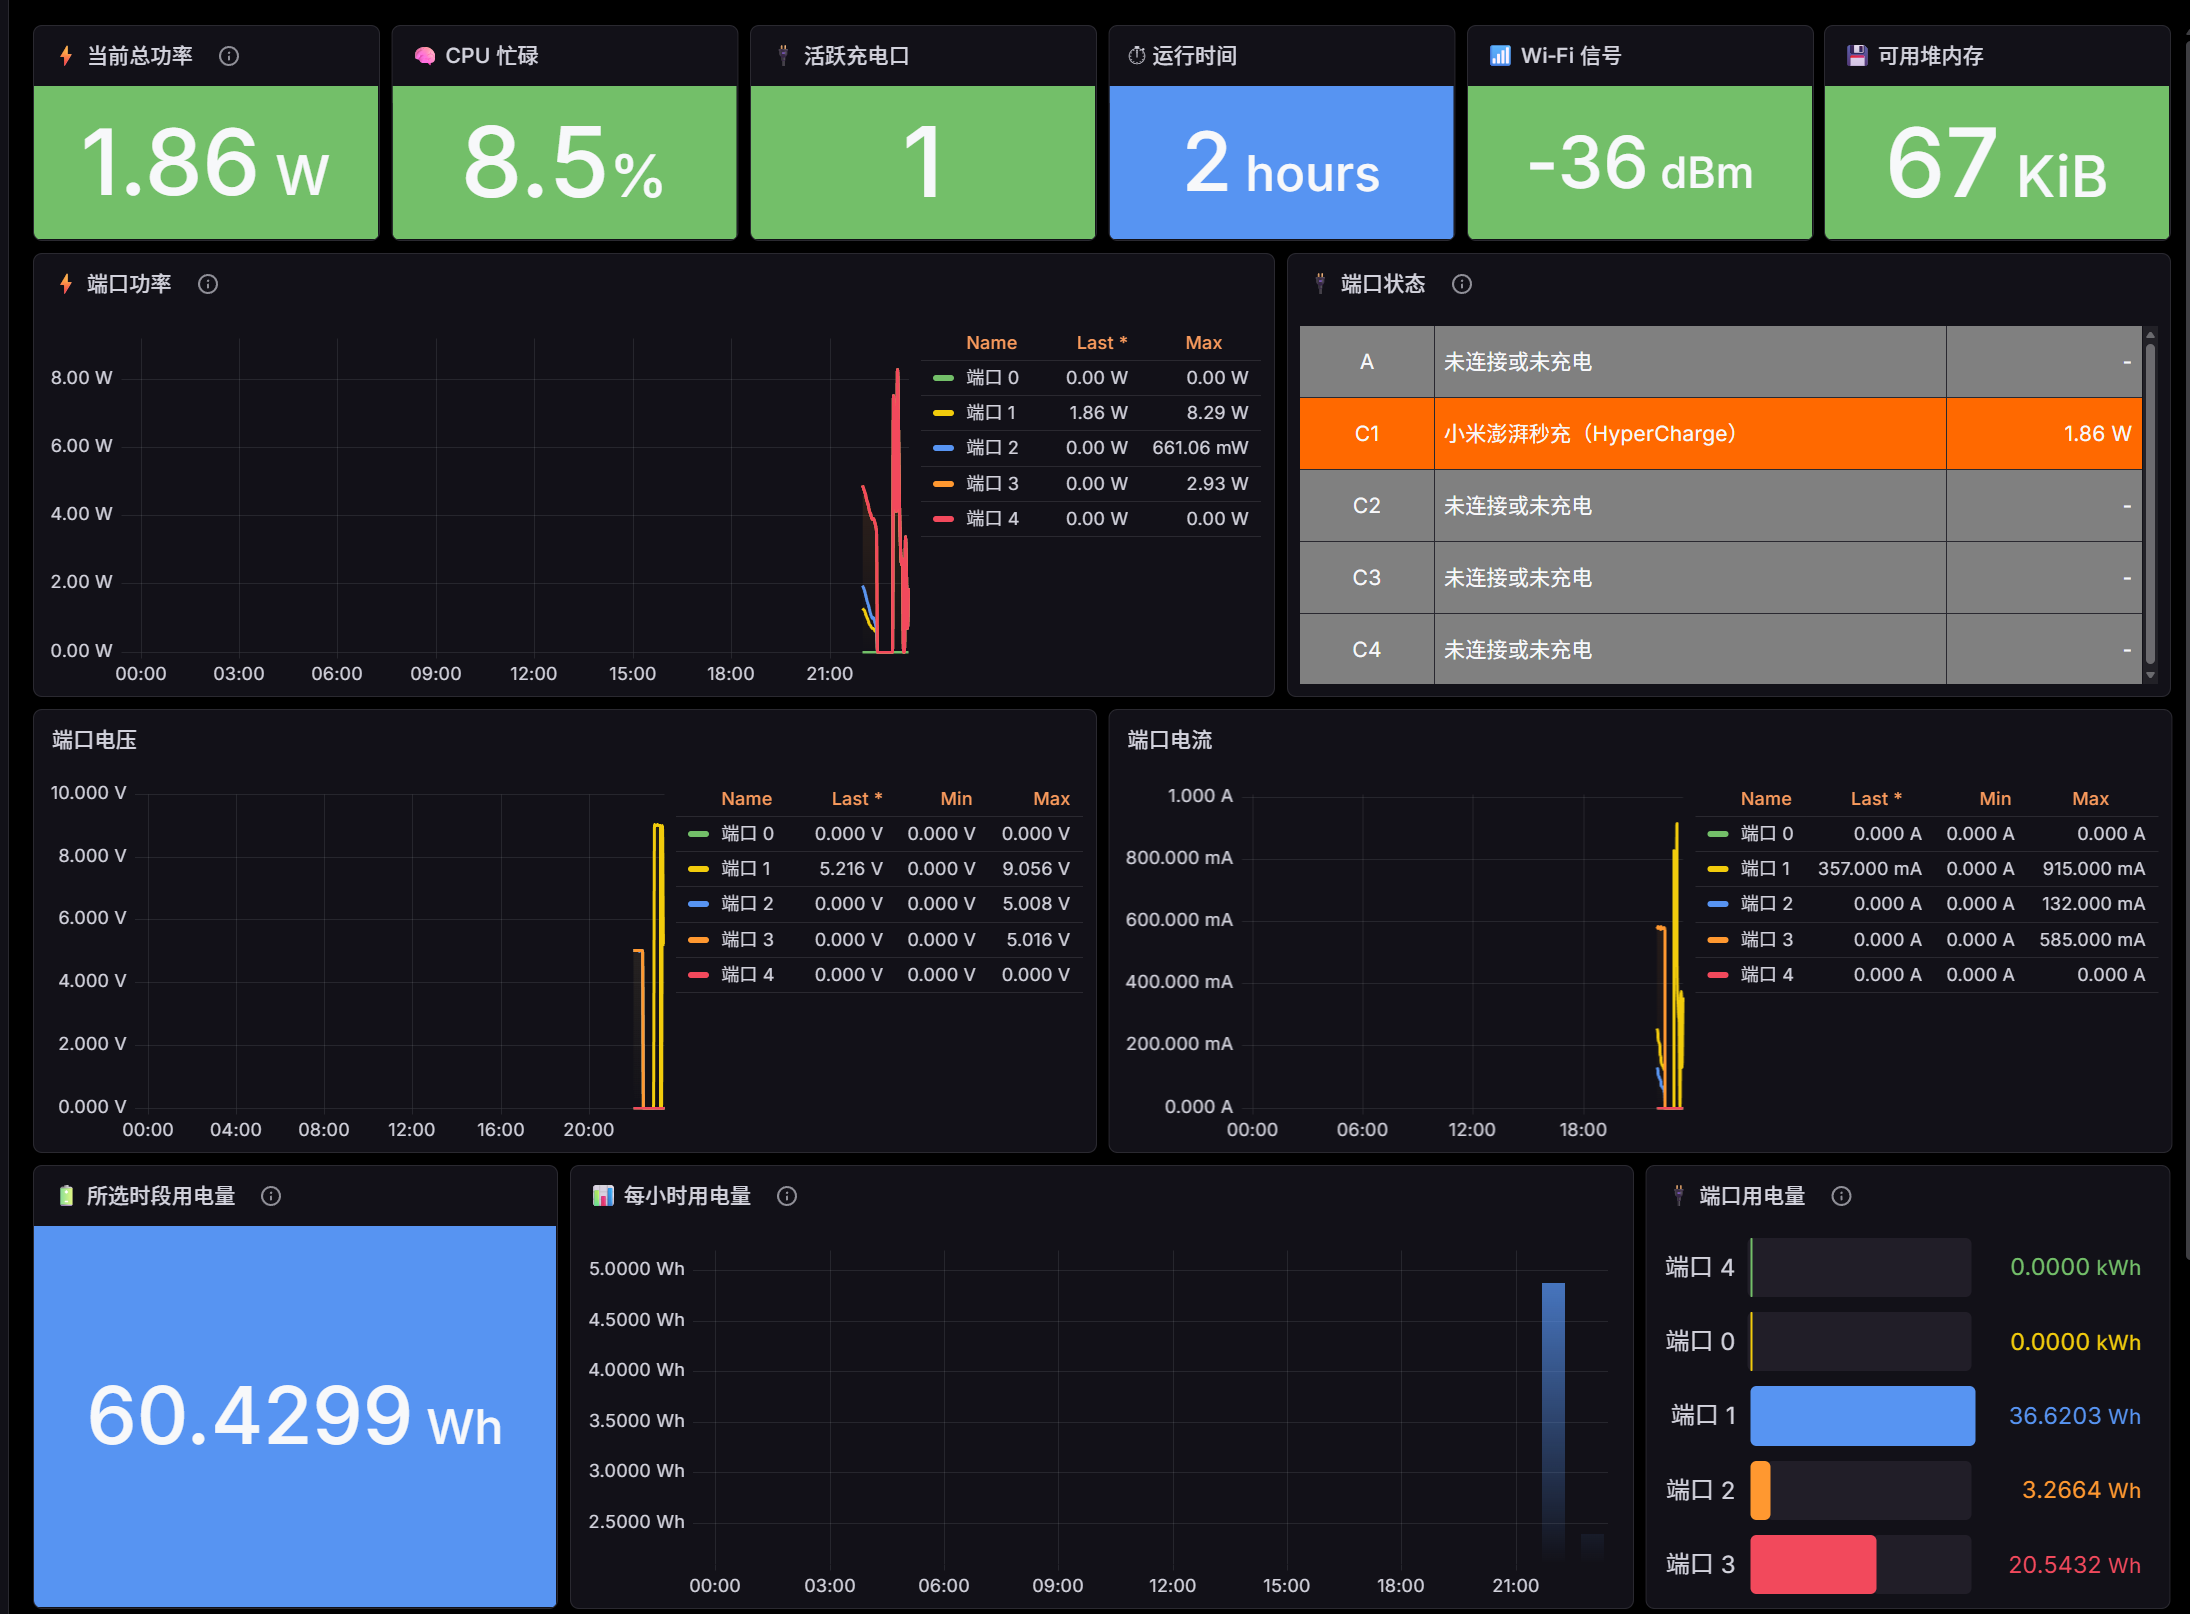 当前总功率
CPU 忙碌
活跃充电口
运行时间
Wi-Fi 信号
可用堆内存
1.86 W
8.5%
1
2 hours
-36 dBm
67 KiB
端口功率
8.00 W
6.00 W
4.00 W
2.00 W
0.00 W
00:00 03:00 06:00 09:00 12:00 15:00 18:00 21:00
Name Last * Max
端口 0 0.00 W 0.00 W
端口 1 1.86 W 8.29 W
端口 2 0.00 W 661.06 mW
端口 3 0.00 W 2.93 W
端口 4 0.00 W 0.00 W
端口状态
A 未连接或未充电 -
C1 小米澎湃秒充（HyperCharge） 1.86 W
C2 未连接或未充电 -
C3 未连接或未充电 -
C4 未连接或未充电 -
端口电压
10.000 V
8.000 V
6.000 V
4.000 V
2.000 V
0.000 V
00:00 04:00 08:00 12:00 16:00 20:00
Name Last * Min Max
端口 0 0.000 V 0.000 V 0.000 V
端口 1 5.216 V 0.000 V 9.056 V
端口 2 0.000 V 0.000 V 5.008 V
端口 3 0.000 V 0.000 V 5.016 V
端口 4 0.000 V 0.000 V 0.000 V
端口电流
1.000 A
800.000 mA
600.000 mA
400.000 mA
200.000 mA
0.000 A
00:00 06:00 12:00 18:00
Name Last * Min Max
端口 0 0.000 A 0.000 A 0.000 A
端口 1 357.000 mA 0.000 A 915.000 mA
端口 2 0.000 A 0.000 A 132.000 mA
端口 3 0.000 A 0.000 A 585.000 mA
端口 4 0.000 A 0.000 A 0.000 A
所选时段用电量
60.4299 Wh
每小时用电量
5.0000 Wh
4.5000 Wh
4.0000 Wh
3.5000 Wh
3.0000 Wh
2.5000 Wh
00:00 03:00 06:00 09:00 12:00 15:00 18:00 21:00
端口用电量
端口 4 0.0000 kWh
端口 0 0.0000 kWh
端口 1 36.6203 Wh
端口 2 3.2664 Wh
端口 3 20.5432 Wh